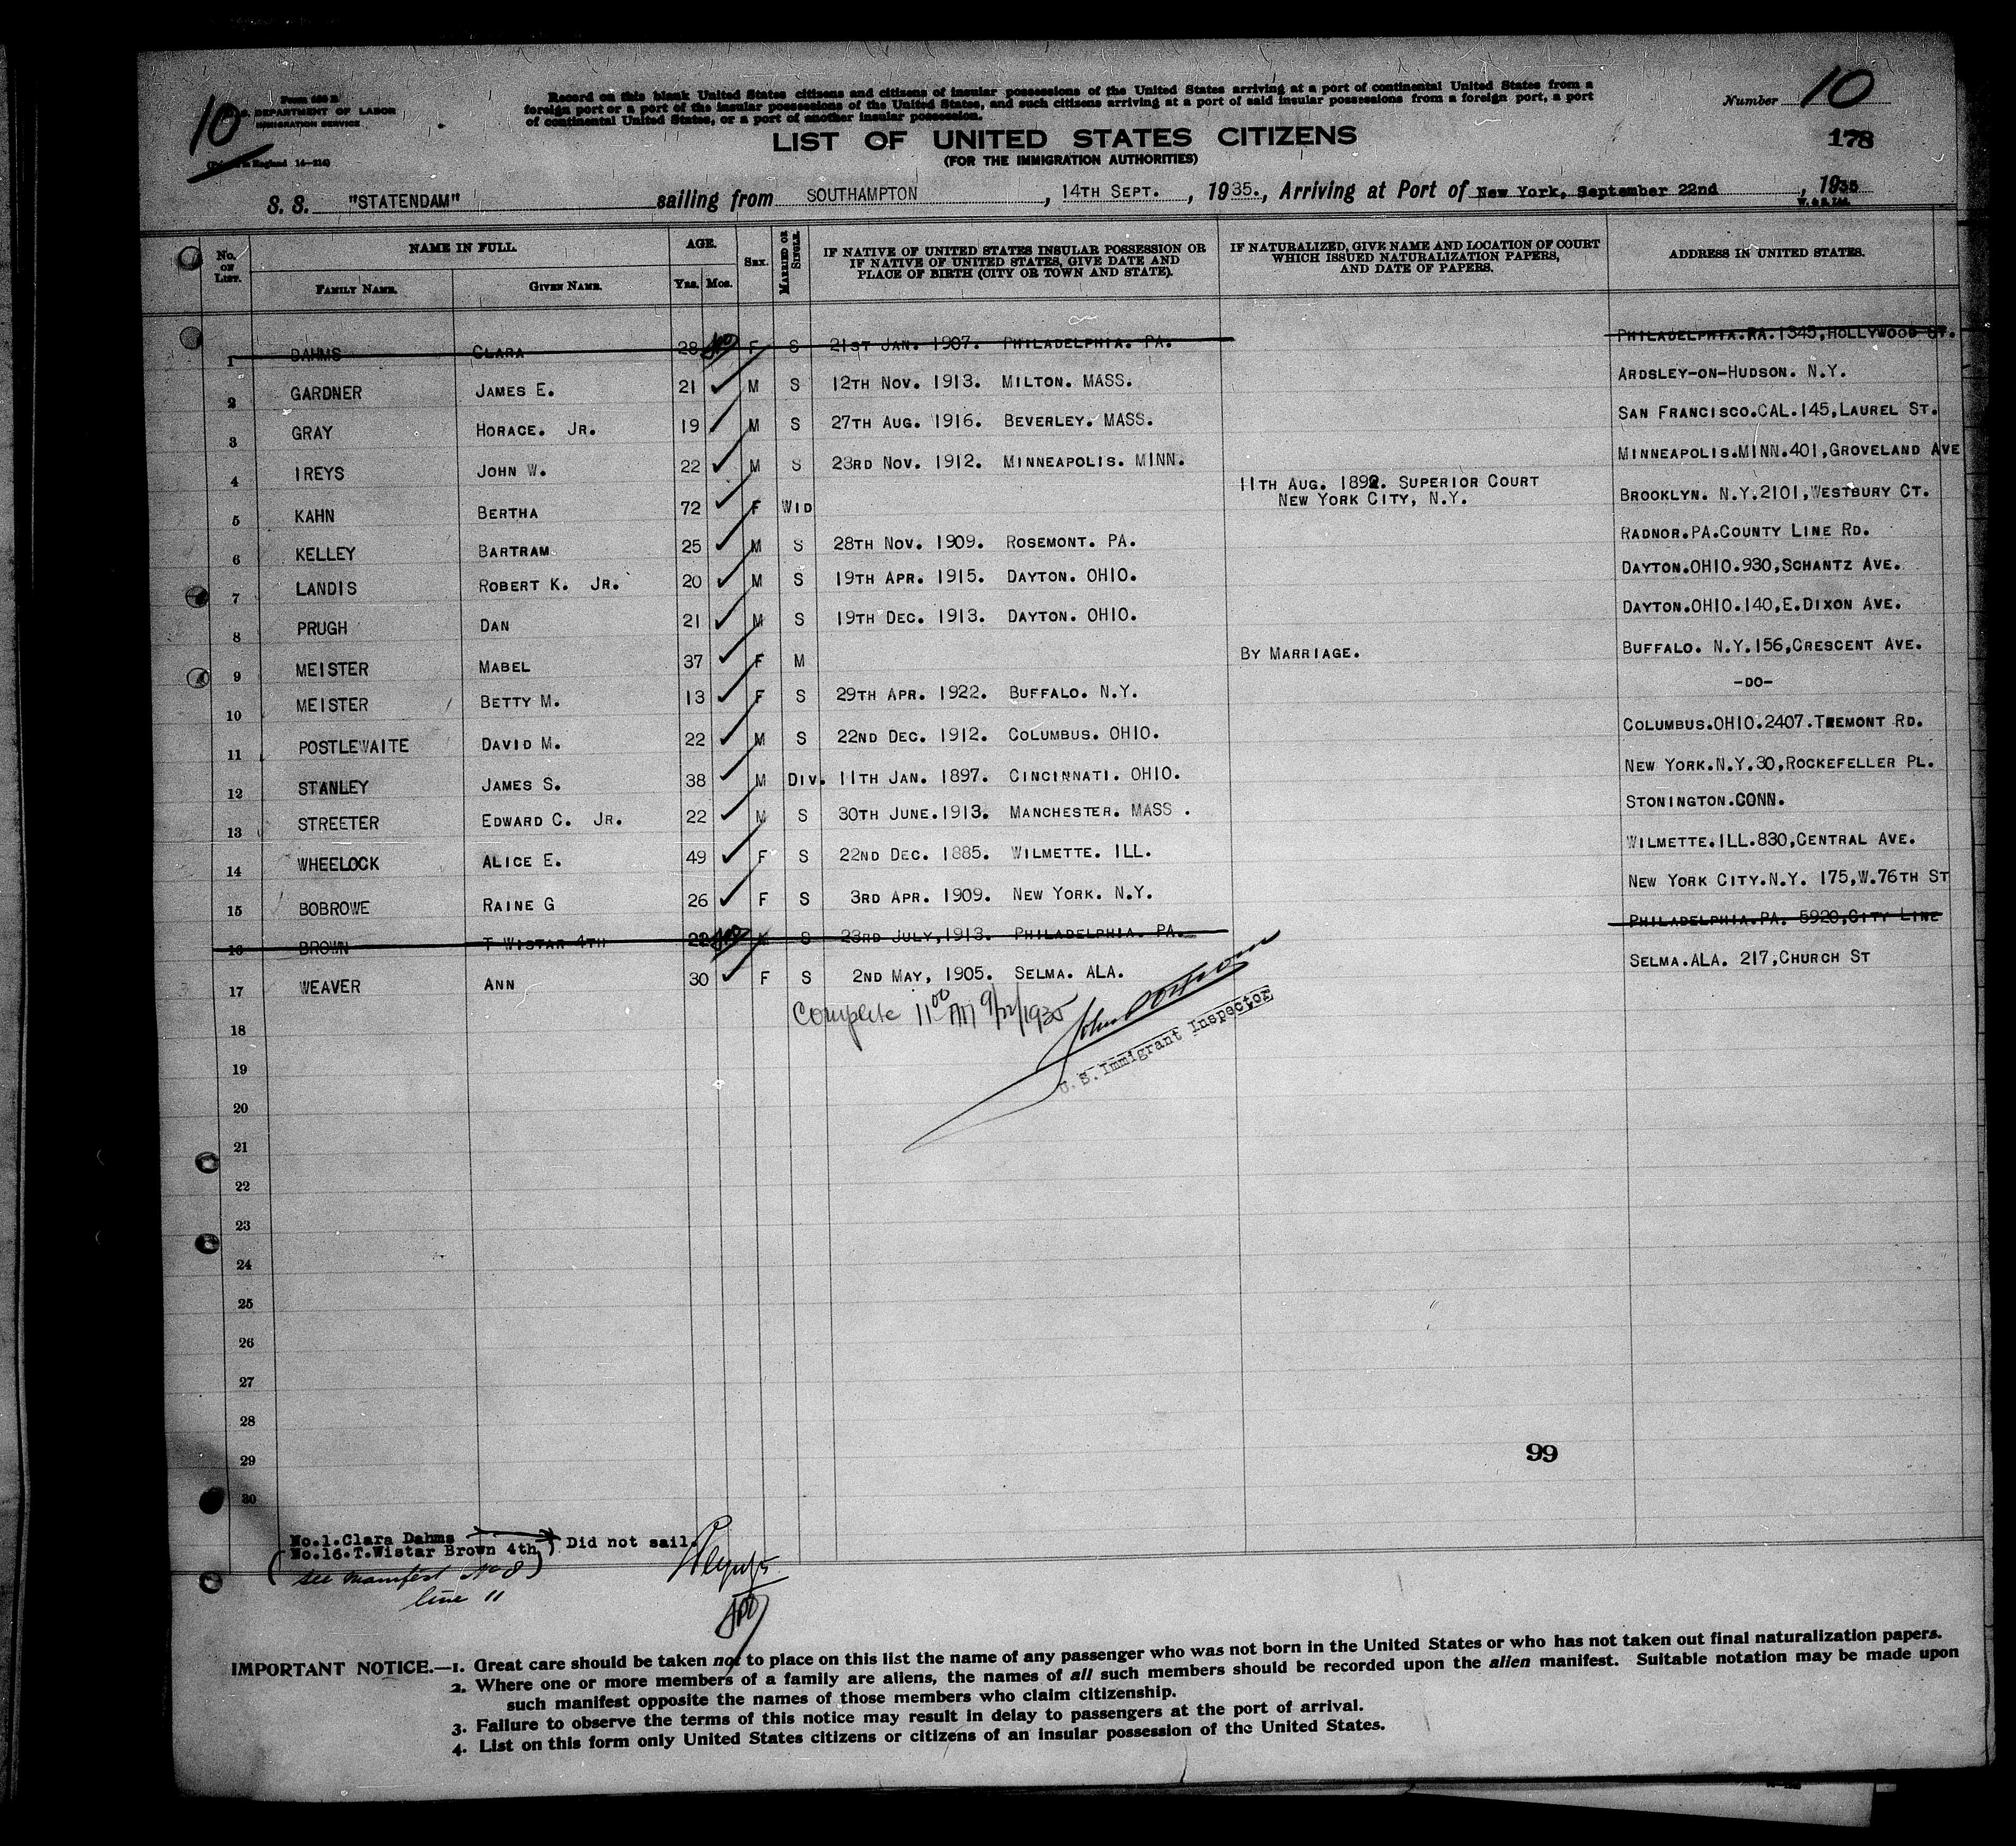 10
Form 
DEPARTMENT OF LABOR
IMMIGRATION SERVICE
England 14—
Record on this blank United States citizens and citizens of insular possessions of the United States arriving at a port of continental United States from a
foreign port or a port of the insular possessions of the United States, and such citizens arriving at a port of said insular possessions from a foreign port, a port
of continental United States, or a port of another insular possession.
Number 10
178
LIST OF UNITED STATES CITIZENS
(FOR THE IMMIGRATION AUTHORITIES)
S. S. "STATENDAM" sailing from SOUTHAMPTON, 14TH SEPT., 1935., Arriving at Port of New York, September 22nd, 1935
No. ON LIST. NAME IN FULL. FAMILY NAME. GIVEN NAME. AGE. YRS. MOS. SEX. MARRIED OR SINGLE. IF NATIVE OF UNITED STATES INSULAR POSSESSION OR IF NATIVE OF UNITED STATES, GIVE DATE AND PLACE OF BIRTH (CITY OR TOWN AND STATE). IF NATURALIZED, GIVE NAME AND LOCATION OF COURT WHICH ISSUED NATURALIZATION PAPERS, AND DATE OF PAPERS. ADDRESS IN UNITED STATES.
1 DAHMS CLARA 28 F S 21ST JAN. 1907. PHILADELPHIA. PA. PHILADELPHIA.PA.1345,HOLLYWOOD ST.
2 GARDNER JAMES E. 21 M S 12TH NOV. 1913. MILTON. MASS. ARDSLEY-ON-HUDSON. N.Y.
3 GRAY HORACE. JR. 19 M S 27TH AUG. 1916. BEVERLEY. MASS. SAN FRANCISCO.CAL.145,LAUREL ST.
4 IREYS JOHN W. 22 M S 23RD NOV. 1912. MINNEAPOLIS. MINN. MINNEAPOLIS.MINN.401,GROVELAND AVE
5 KAHN BERTHA 72 F WID 11TH AUG. 1892. SUPERIOR COURT NEW YORK CITY, N.Y. BROOKLYN. N.Y.2101,WESTBURY CT.
6 KELLEY BARTRAM 25 M S 28TH NOV. 1909. ROSEMONT. PA. RADNOR.PA.COUNTY LINE RD.
7 LANDIS ROBERT K. JR. 20 M S 19TH APR. 1915. DAYTON. OHIO. DAYTON.OHIO.930,SCHANTZ AVE.
8 PRUGH DAN 21 M S 19TH DEC. 1913. DAYTON. OHIO. DAYTON.OHIO.140,E.DIXON AVE.
9 MEISTER MABEL 37 F M BY MARRIAGE. BUFFALO. N.Y.156,CRESCENT AVE.
10 MEISTER BETTY M. 13 F S 29TH APR. 1922. BUFFALO. N.Y. -DO-
11 POSTLEWAITE DAVID M. 22 M S 22ND DEC. 1912. COLUMBUS. OHIO. COLUMBUS.OHIO.2407.TREMONT RD.
12 STANLEY JAMES S. 38 M DIV. 11TH JAN. 1897. CINCINNATI. OHIO. NEW YORK.N.Y.30,ROCKEFELLER PL.
13 STREETER EDWARD C. JR. 22 M S 30TH JUNE.1913. MANCHESTER. MASS. STONINGTON.CONN.
14 WHEELOCK ALICE E. 49 F S 22ND DEC. 1885. WILMETTE. ILL. WILMETTE.ILL.830,CENTRAL AVE.
15 BOBROWE RAINE G 26 F S 3RD APR. 1909. NEW YORK. N.Y. NEW YORK CITY.N.Y. 175,W.76TH ST
16 BROWN T WISTAR 4TH 22 M S 23RD JULY,1913. PHILADELPHIA. PA. PHILADELPHIA.PA. 5920,CITY LINE
17 WEAVER ANN 30 F S 2ND MAY, 1905. SELMA. ALA. SELMA.ALA. 217,CHURCH ST
Complete 11 00 AM 9/22/1935
John
U. S. Immigrant Inspector
18
19
20
21
22
23
24
25
26
27
28
29
99
30
No.1.Clara Dahms
No.16.T.Wistar Brown 4th) Did not sail.
(see manifest No 8)
line 11
IMPORTANT NOTICE.—1. Great care should be taken not to place on this list the name of any passenger who was not born in the United States or who has not taken out final naturalization papers.
2. Where one or more members of a family are aliens, the names of all such members should be recorded upon the alien manifest. Suitable notation may be made upon
such manifest opposite the names of those members who claim citizenship.
3. Failure to observe the terms of this notice may result in delay to passengers at the port of arrival.
4. List on this form only United States citizens or citizens of an insular possession of the United States.